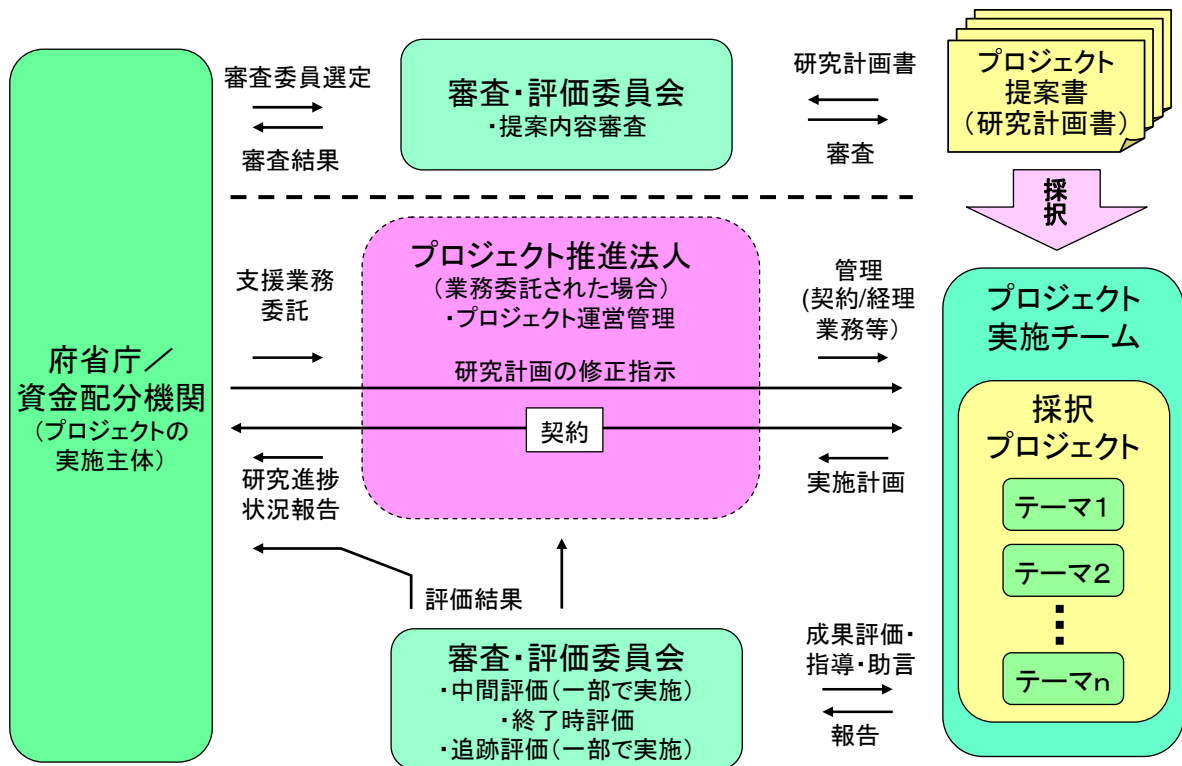 府省庁／
資金配分機関
（プロジェクトの
実施主体）
審査委員選定
審査結果
審査・評価委員会
・提案内容審査
研究計画書
審査
プロジェクト
提案書
（研究計画書）
採択
支援業務
委託
プロジェクト推進法人
（業務委託された場合）
・プロジェクト運営管理
管理
(契約/経理
業務等）
研究計画の修正指示
契約
研究進捗
状況報告
実施計画
プロジェクト
実施チーム
採択
プロジェクト
テーマ１
テーマ２
テーマｎ
評価結果
審査・評価委員会
・中間評価（一部で実施）
・終了時評価
・追跡評価（一部で実施）
成果評価・
指導・助言
報告